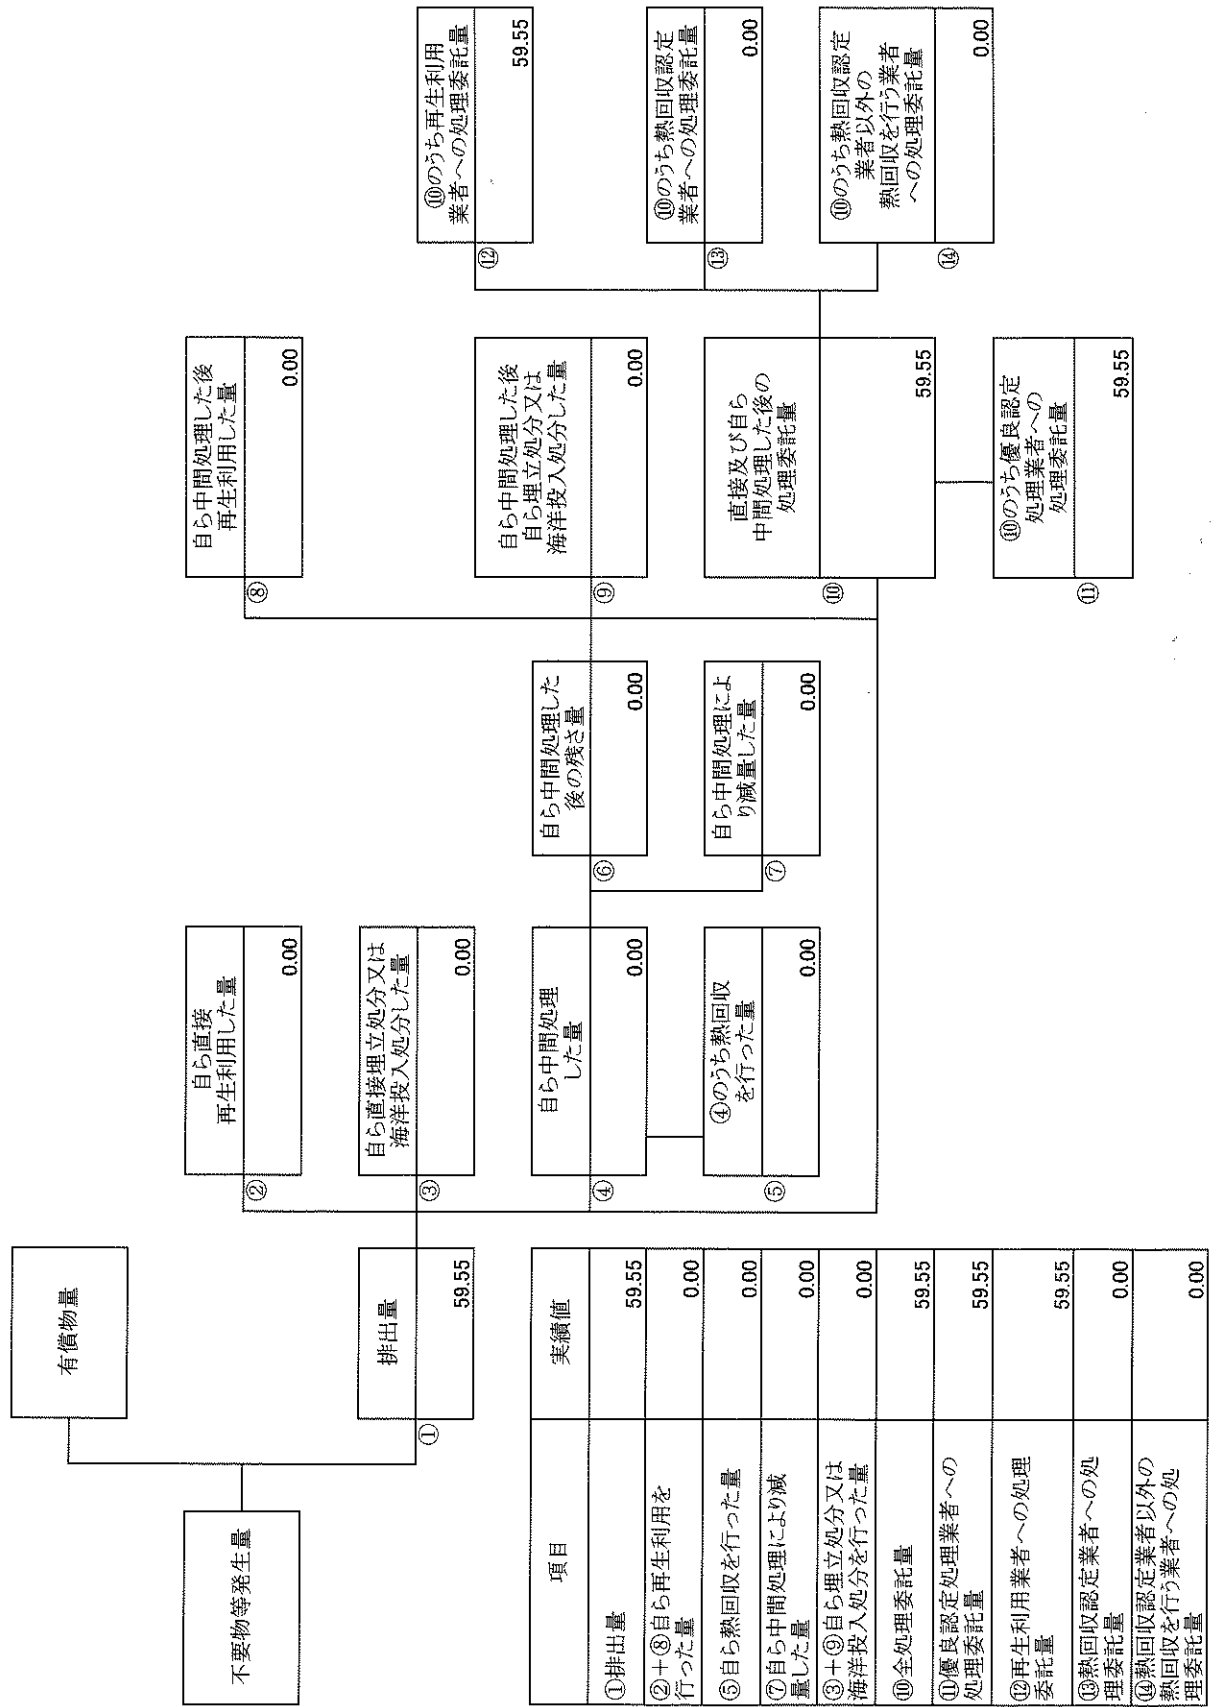 有償物量
不要物等発生量
①
排出量
59.55
②
自ら直接
再生利用した量
0.00
③
自ら直接埋立処分又は
海洋投入処分した量
0.00
④
自ら中間処理
した量
0.00
⑤
④のうち熱回収
を行った量
0.00
⑥
自ら中間処理した
後の残さ量
0.00
⑦
自ら中間処理によ
り減量した量
0.00
⑧
自ら中間処理した後
再生利用した量
0.00
⑨
自ら中間処理した後
自ら埋立処分又は
海洋投入処分した量
0.00
⑩
直接及び自ら
中間処理した後の
処理委託量
59.55
⑪
⑩のうち優良認定
処理業者への
処理委託量
59.55
⑫
⑩のうち再生利用
業者への処理委託量
59.55
⑬
⑩のうち熱回収認定
業者への処理委託量
0.00
⑭
⑩のうち熱回収認定
業者以外の
熱回収を行う業者
への処理委託量
0.00
項目 実績値
①排出量 59.55
②+⑧自ら再生利用を
行った量 0.00
⑤自ら熱回収を行った量 0.00
⑦自ら中間処理により減
量した量 0.00
③+⑨自ら埋立処分又は
海洋投入処分を行った量 0.00
⑩全処理委託量 59.55
⑪優良認定処理業者への
処理委託量 59.55
⑫再生利用業者への処理
委託量 59.55
⑬熱回収認定業者への処
理委託量 0.00
⑭熱回収認定業者以外の
熱回収を行う業者への処
理委託量 0.00